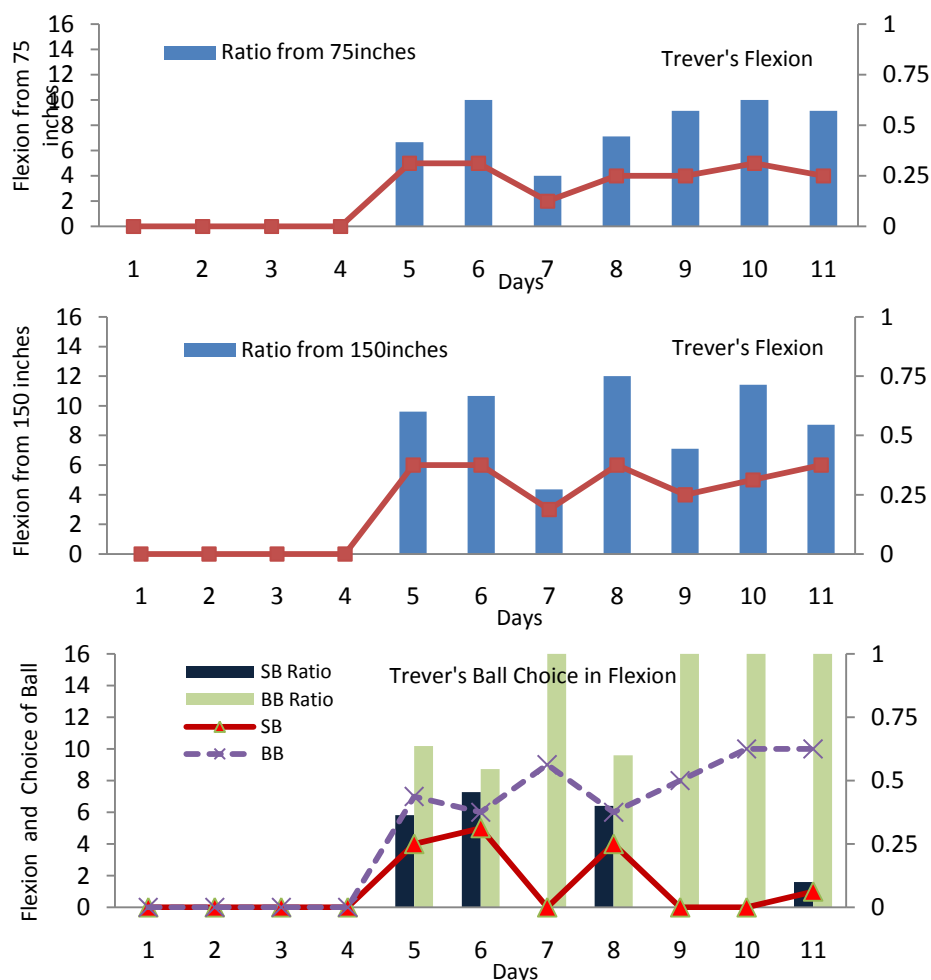 Flexion from 75
inches
16
14
12
10
8
6
4
2
0
Ratio from 75inches
Trever's Flexion
1
0.75
0.5
0.25
0
1 2 3 4 5 6 7 8 9 10 11
Days
Flexion from 150 inches
16
14
12
10
8
6
4
2
0
Ratio from 150inches
Trever's Flexion
1
0.75
0.5
0.25
0
1 2 3 4 5 6 7 8 9 10 11
Days
Flexion and Choice of Ball
16
14
12
10
8
6
4
2
0
SB Ratio
BB Ratio
SB
BB
Trever's Ball Choice in Flexion
1
0.75
0.5
0.25
0
1 2 3 4 5 6 7 8 9 10 11
Days